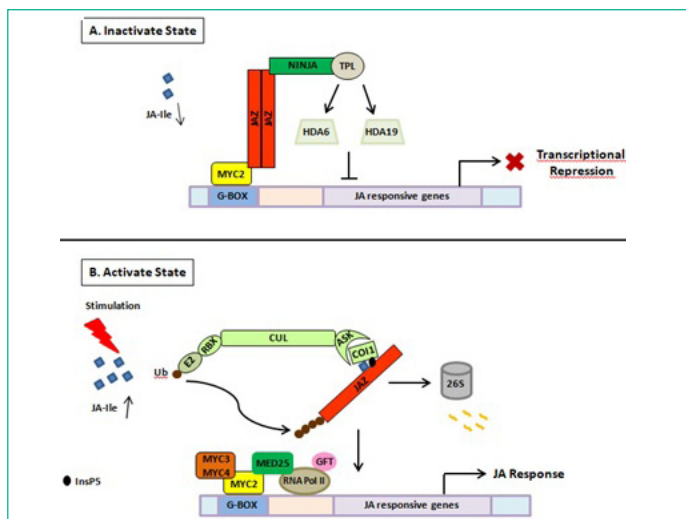 A. Inactivate State
NINJA
TPL
JA-Ile
JAZ
JAZ
HDA6
HDA19
MYC2
Transcriptional
Repression
G-BOX
JA responsive genes
B. Activate State
Stimulation
CUL
ASK
RBX
E2
COI1
Ub
JAZ
26S
JA-Ile
MYC3
MYC4
MED25
GFT
InsP5
MYC2
RNA Pol II
JA Response
G-BOX
JA responsive genes